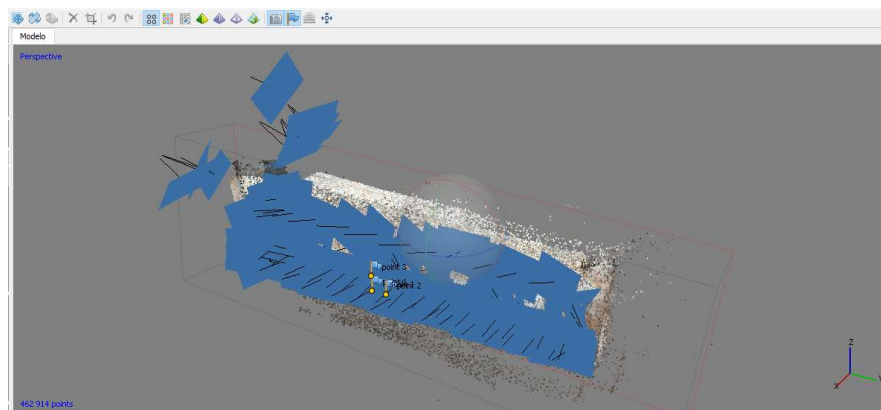 Modelo
Perspective
point 3
point 2
Z
X
Y
462 914 points